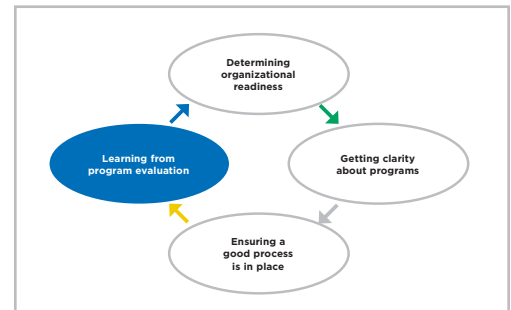 Determining
organizational
readiness
Learning from
program evaluation
Getting clarity
about programs
Ensuring a
good process
is in place